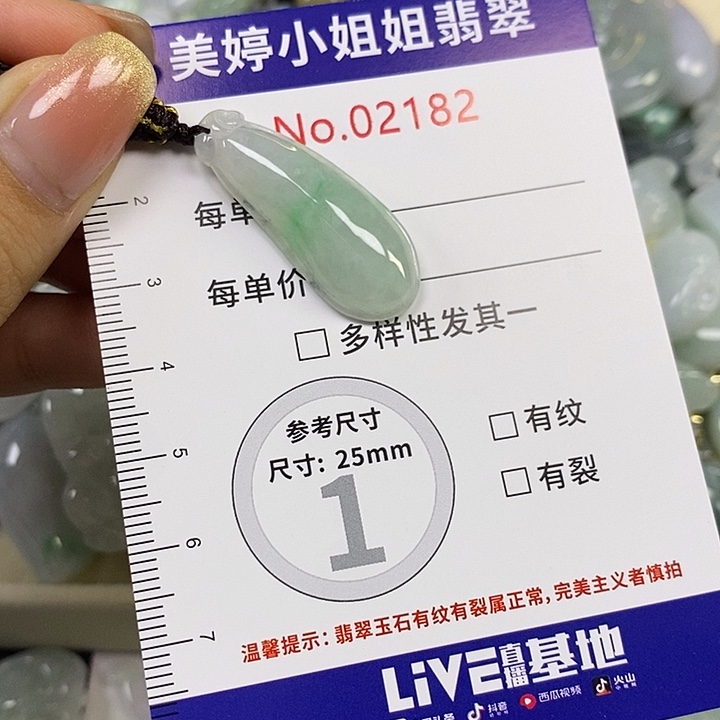 美婷小姐姐翡翠
No.02182
每单
每单价
□ 多样性发其一
参考尺寸
尺寸: 25mm
1
□ 有纹
□ 有裂
2
3
4
5
6
7
温馨提示: 翡翠玉石有纹有裂属正常, 完美主义者慎拍
LiVE直播基地
抖音
西瓜视频
火山